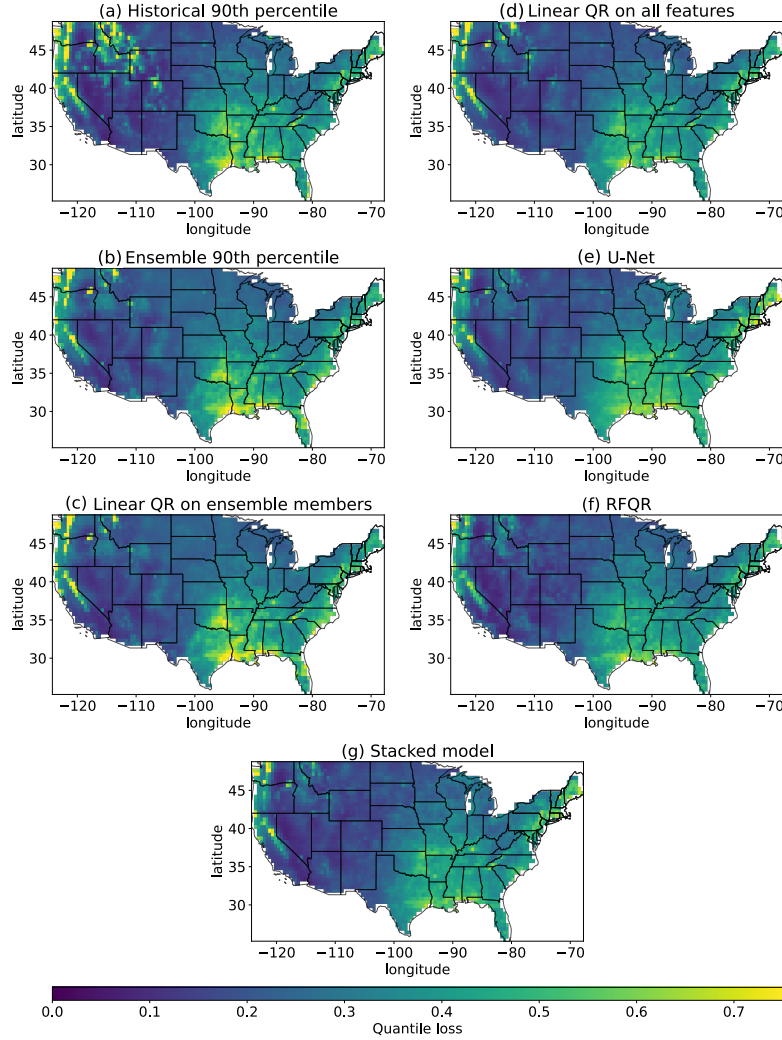 (a) Historical 90th percentile
(d) Linear QR on all features
45
40
35
30
latitude
−120 −110 −100 −90 −80 −70
longitude
45
40
35
30
latitude
−120 −110 −100 −90 −80 −70
longitude
(b) Ensemble 90th percentile
(e) U-Net
45
40
35
30
latitude
−120 −110 −100 −90 −80 −70
longitude
45
40
35
30
latitude
−120 −110 −100 −90 −80 −70
longitude
(c) Linear QR on ensemble members
(f) RFQR
45
40
35
30
latitude
−120 −110 −100 −90 −80 −70
longitude
45
40
35
30
latitude
−120 −110 −100 −90 −80 −70
longitude
(g) Stacked model
45
40
35
30
latitude
−120 −110 −100 −90 −80 −70
longitude
0.0 0.1 0.2 0.3 0.4 0.5 0.6 0.7
Quantile loss